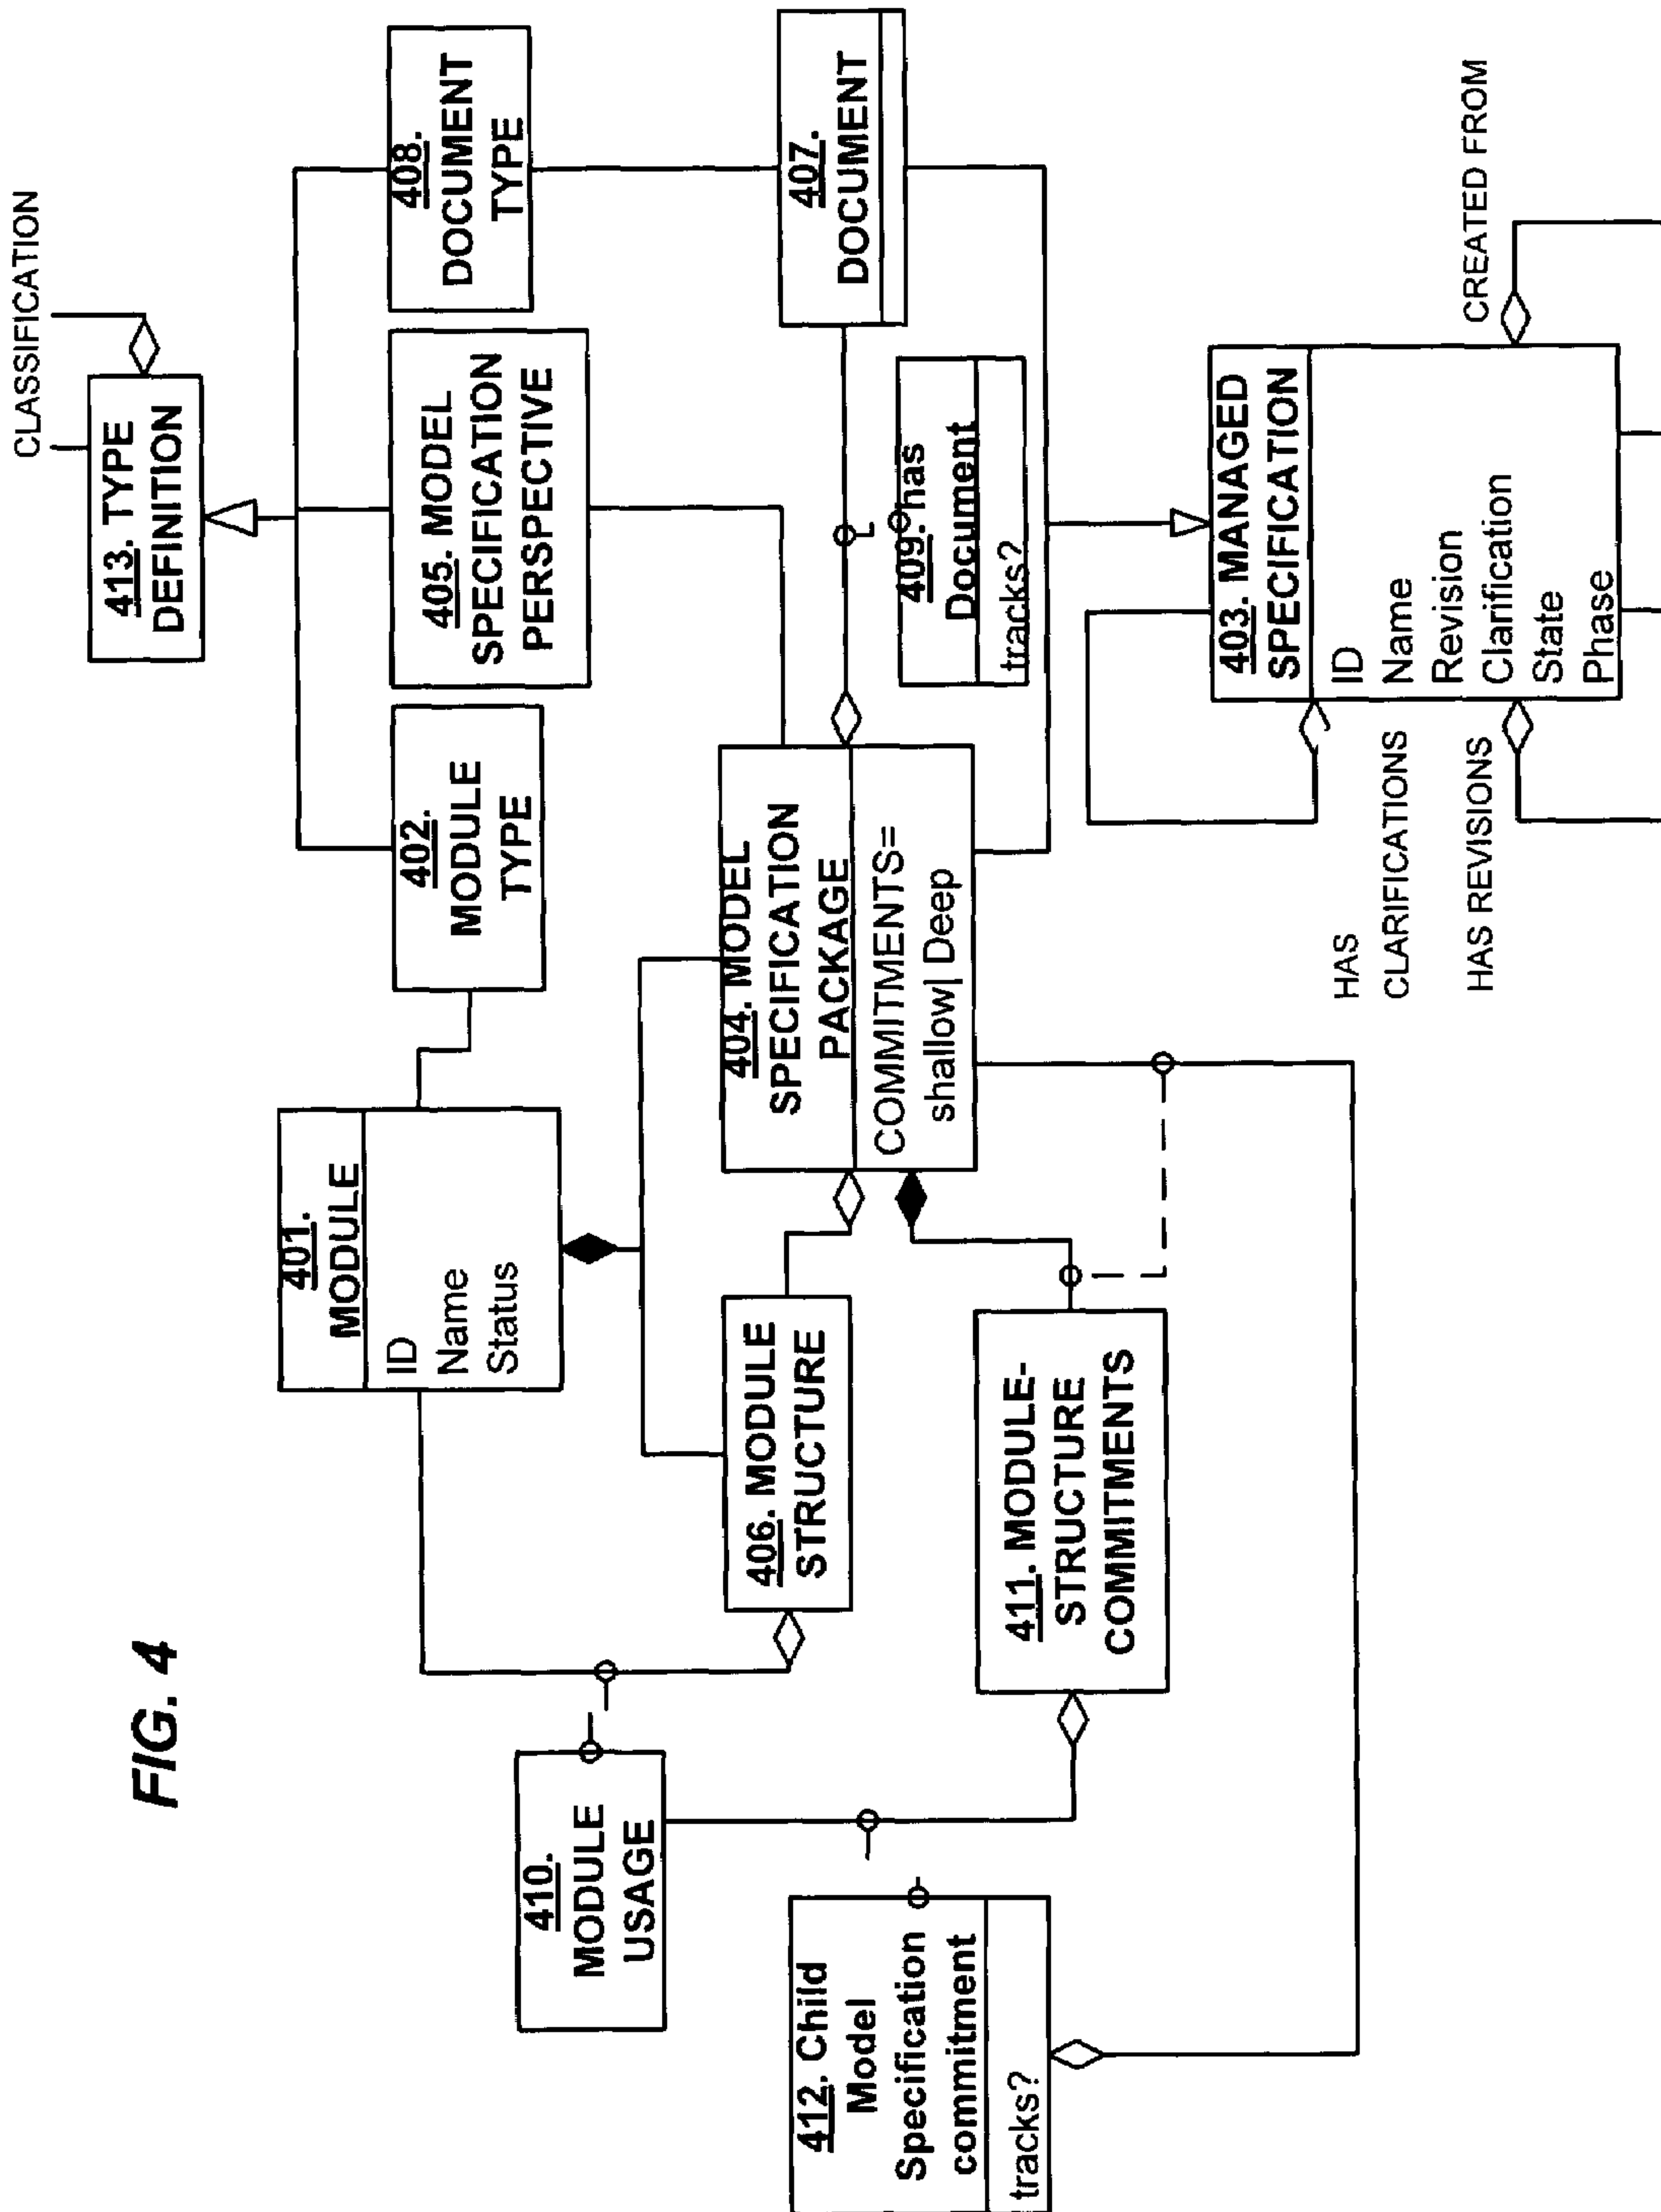 FIG. 4
CLASSIFICATION
413. TYPE
DEFINITION
401.
MODULE
ID
Name
Status
402.
MODULE
TYPE
405. MODEL
SPECIFICATION
PERSPECTIVE
408.
DOCUMENT
TYPE
410.
MODULE
USAGE
406. MODULE
STRUCTURE
404. MODEL
SPECIFICATION
PACKAGE
COMMITMENTS=
shallow| Deep
407.
DOCUMENT
409. has
Document
tracks?
412. Child
Model
Specification
commitment
tracks?
411. MODULE-
STRUCTURE
COMMITMENTS
403. MANAGED
SPECIFICATION
ID
Name
Revision
Clarification
State
Phase
HAS
CLARIFICATIONS
HAS REVISIONS
CREATED FROM